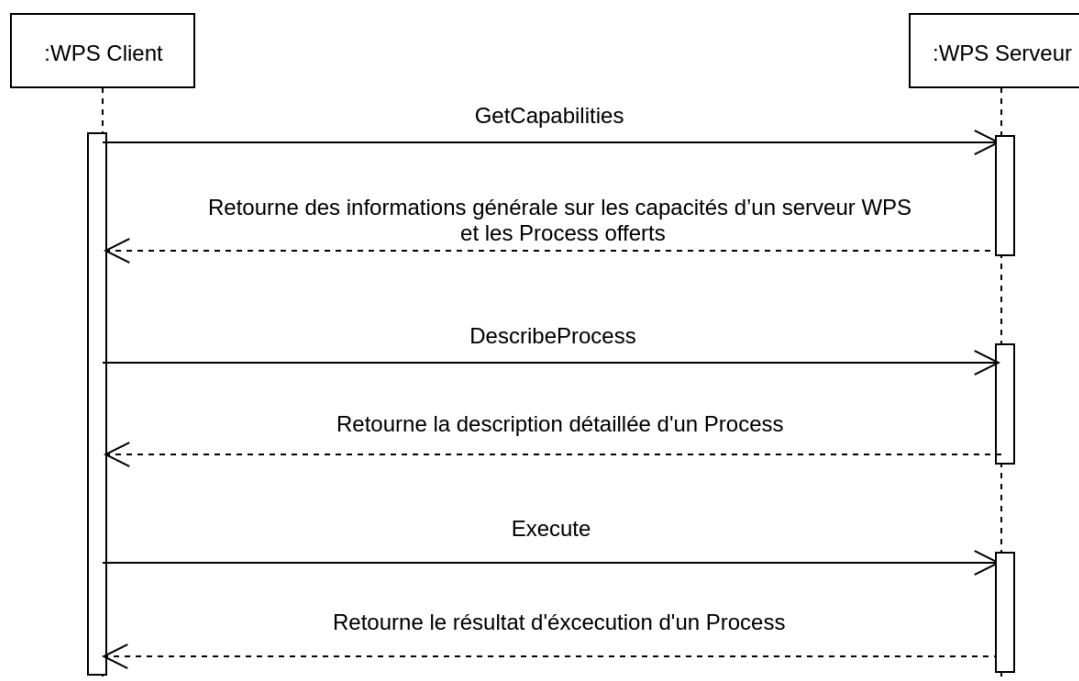 :WPS Client
:WPS Serveur
GetCapabilities
Retourne des informations générale sur les capacités d’un serveur WPS
et les Process offerts
DescribeProcess
Retourne la description détaillée d'un Process
Execute
Retourne le résultat d'éxcecution d'un Process